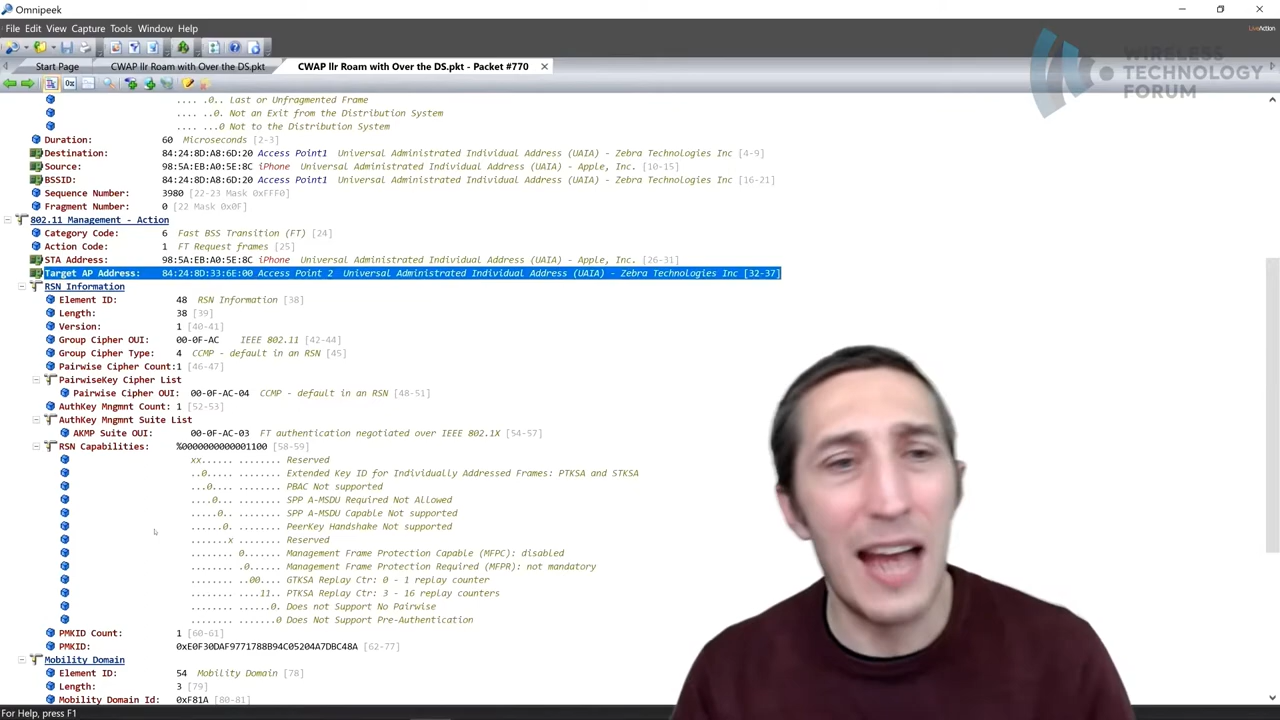 Omnipeek
File Edit View Capture Tools Window Help
LiveAction
Start Page CWAP llr Roam with Over the DS.pkt CWAP llr Roam with Over the DS.pkt - Packet #770
WIRELESS
TECHNOLOGY
FORUM
.... .0.. Last or Unfragmented Frame
.... ..0. Not an Exit from the Distribution System
.... ...0 Not to the Distribution System
Duration: 60 Microseconds [2-3]
Destination: 84:24:8D:A8:6D:20 Access Point1 Universal Administrated Individual Address (UAIA) - Zebra Technologies Inc [4-9]
Source: 98:5A:EB:A0:5E:8C iPhone Universal Administrated Individual Address (UAIA) - Apple, Inc. [10-15]
BSSID: 84:24:8D:A8:6D:20 Access Point1 Universal Administrated Individual Address (UAIA) - Zebra Technologies Inc [16-21]
Sequence Number: 3980 [22-23 Mask 0xFFF0]
Fragment Number: 0 [22 Mask 0x0F]
802.11 Management - Action
Category Code: 6 Fast BSS Transition (FT) [24]
Action Code: 1 FT Request frames [25]
STA Address: 98:5A:EB:A0:5E:8C iPhone Universal Administrated Individual Address (UAIA) - Apple, Inc. [26-31]
Target AP Address: 84:24:8D:33:6E:00 Access Point 2 Universal Administrated Individual Address (UAIA) - Zebra Technologies Inc [32-37]
RSN Information
Element ID: 48 RSN Information [38]
Length: 38 [39]
Version: 1 [40-41]
Group Cipher OUI: 00-0F-AC IEEE 802.11 [42-44]
Group Cipher Type: 4 CCMP - default in an RSN [45]
Pairwise Cipher Count:1 [46-47]
PairwiseKey Cipher List
Pairwise Cipher OUI: 00-0F-AC-04 CCMP - default in an RSN [48-51]
AuthKey Mngmnt Count: 1 [52-53]
AuthKey Mngmnt Suite List
AKMP Suite OUI: 00-0F-AC-03 FT authentication negotiated over IEEE 802.1X [54-57]
RSN Capabilities: %0000000000001100 [58-59]
xx...... ........ Reserved
..0..... ........ Extended Key ID for Individually Addressed Frames: PTKSA and STKSA
...0.... ........ PBAC Not supported
....0... ........ SPP A-MSDU Required Not Allowed
.....0.. ........ SPP A-MSDU Capable Not supported
......0. ........ PeerKey Handshake Not supported
.......x ........ Reserved
........ 0....... Management Frame Protection Capable (MFPC): disabled
........ .0...... Management Frame Protection Required (MFPR): not mandatory
........ ..00.... GTKSA Replay Ctr: 0 - 1 replay counter
........ ....11.. PTKSA Replay Ctr: 3 - 16 replay counters
........ ......0. Does not Support No Pairwise
........ .......0 Does Not Support Pre-Authentication
PMKID Count: 1 [60-61]
PMKID: 0xE0F30DAF9771788B94C05204A7DBC48A [62-77]
Mobility Domain
Element ID: 54 Mobility Domain [78]
Length: 3 [79]
Mobility Domain Id: 0xF81A [80-81]
For Help, press F1